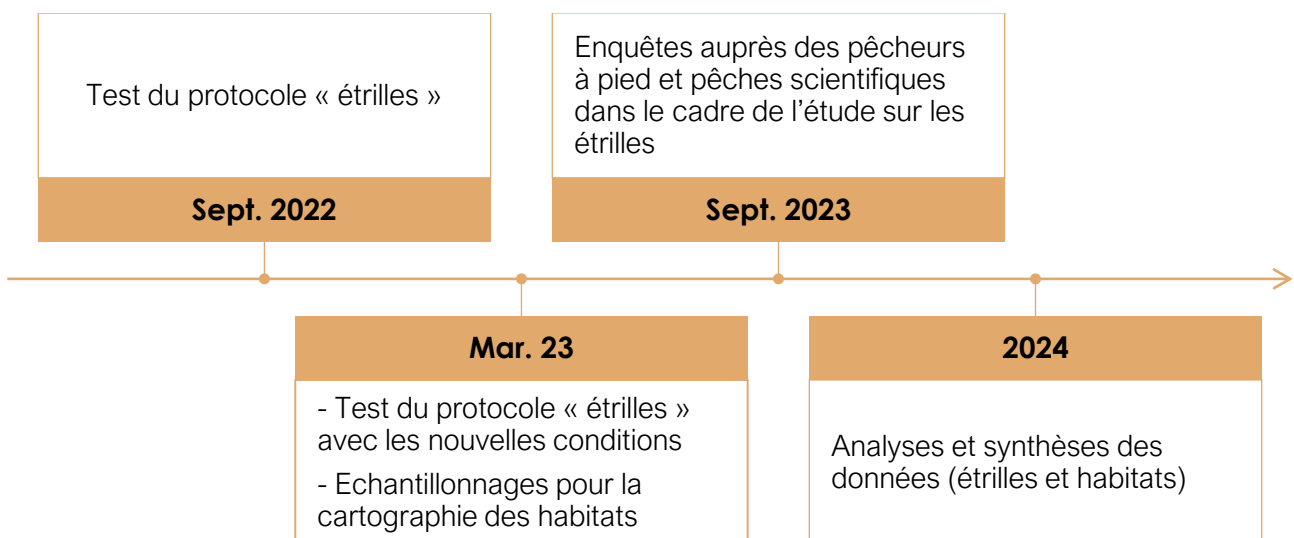 Test du protocole « étrilles »
Sept. 2022
Enquêtes auprès des pêcheurs
à pied et pêches scientifiques
dans le cadre de l’étude sur les
étrilles
Sept. 2023
Mar. 23
- Test du protocole « étrilles »
avec les nouvelles conditions
- Echantillonnages pour la
cartographie des habitats
2024
Analyses et synthèses des
données (étrilles et habitats)